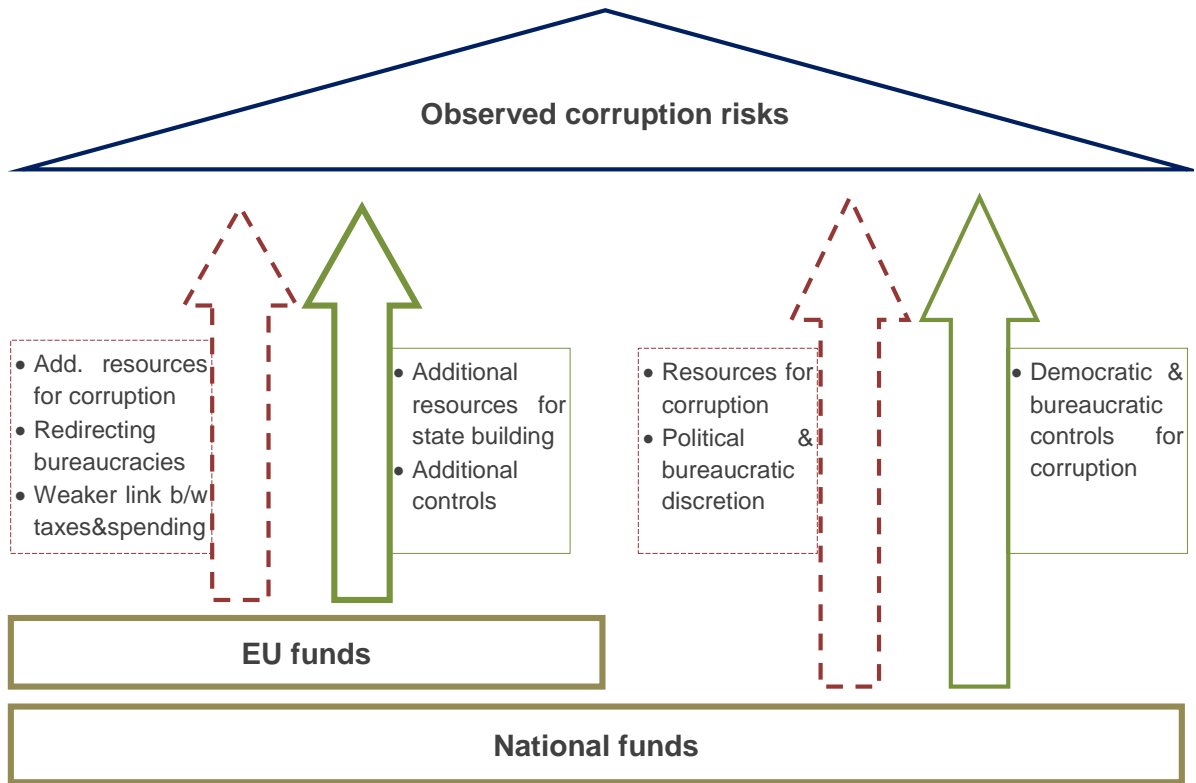 Observed corruption risks
• Add. resources
for corruption
• Redirecting
bureaucracies
• Weaker link b/w
taxes&spending
• Additional
resources for
state building
• Additional
controls
• Resources for
corruption
• Political &
bureaucratic
discretion
• Democratic &
bureaucratic
controls for
corruption
EU funds
National funds